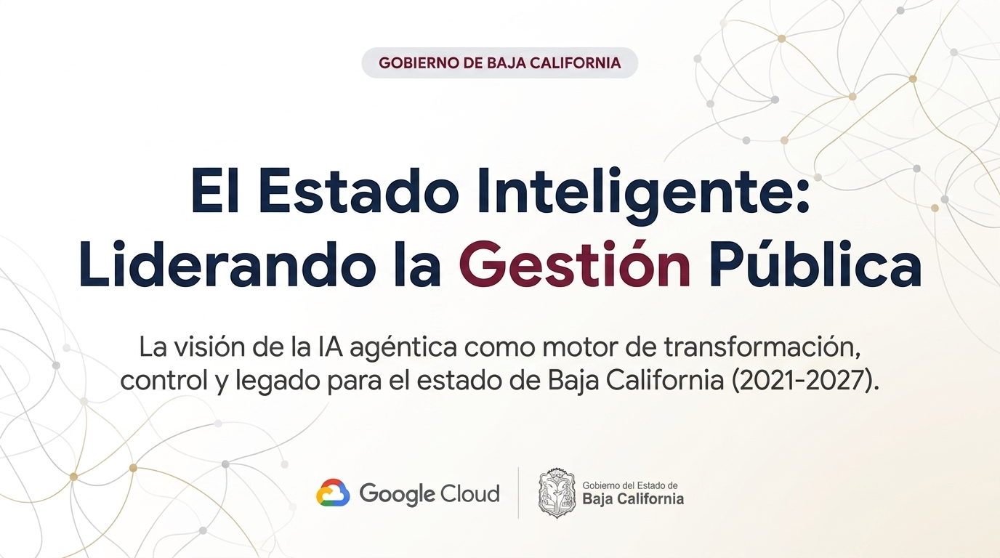 GOBIERNO DE BAJA CALIFORNIA
El Estado Inteligente:
Liderando la Gestión Pública
La visión de la IA agéntica como motor de transformación,
control y legado para el estado de Baja California (2021-2027).
Google Cloud
Gobierno del Estado de
Baja California